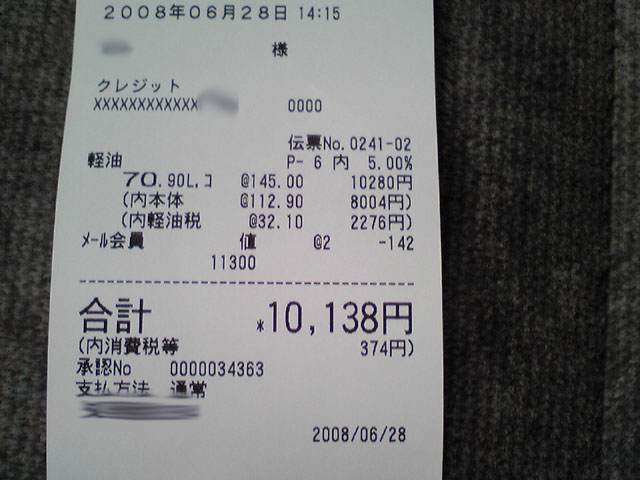 2008年06月28日 14:15
様
クレジット
XXXXXXXXXXXX 0000
伝票No.0241-02
軽油 P- 6 内 5.00%
70.90L,ｺ @145.00 10280円
(内本体 @112.90 8004円)
(内軽油税 @32.10 2276円)
ﾒｰﾙ会員 値 @2 -142
11300
合計 *10,138円
(内消費税等 374円)
承認No 0000034363
支払方法 通常
2008/06/28